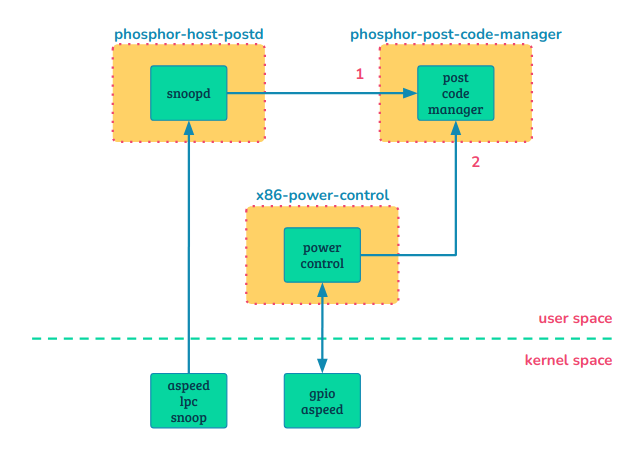 phosphor-host-postd
phosphor-post-code-manager
snoopd
1
post
code
manager
2
x86-power-control
power
control
user space
kernel space
aspeed
lpc
snoop
gpio
aspeed